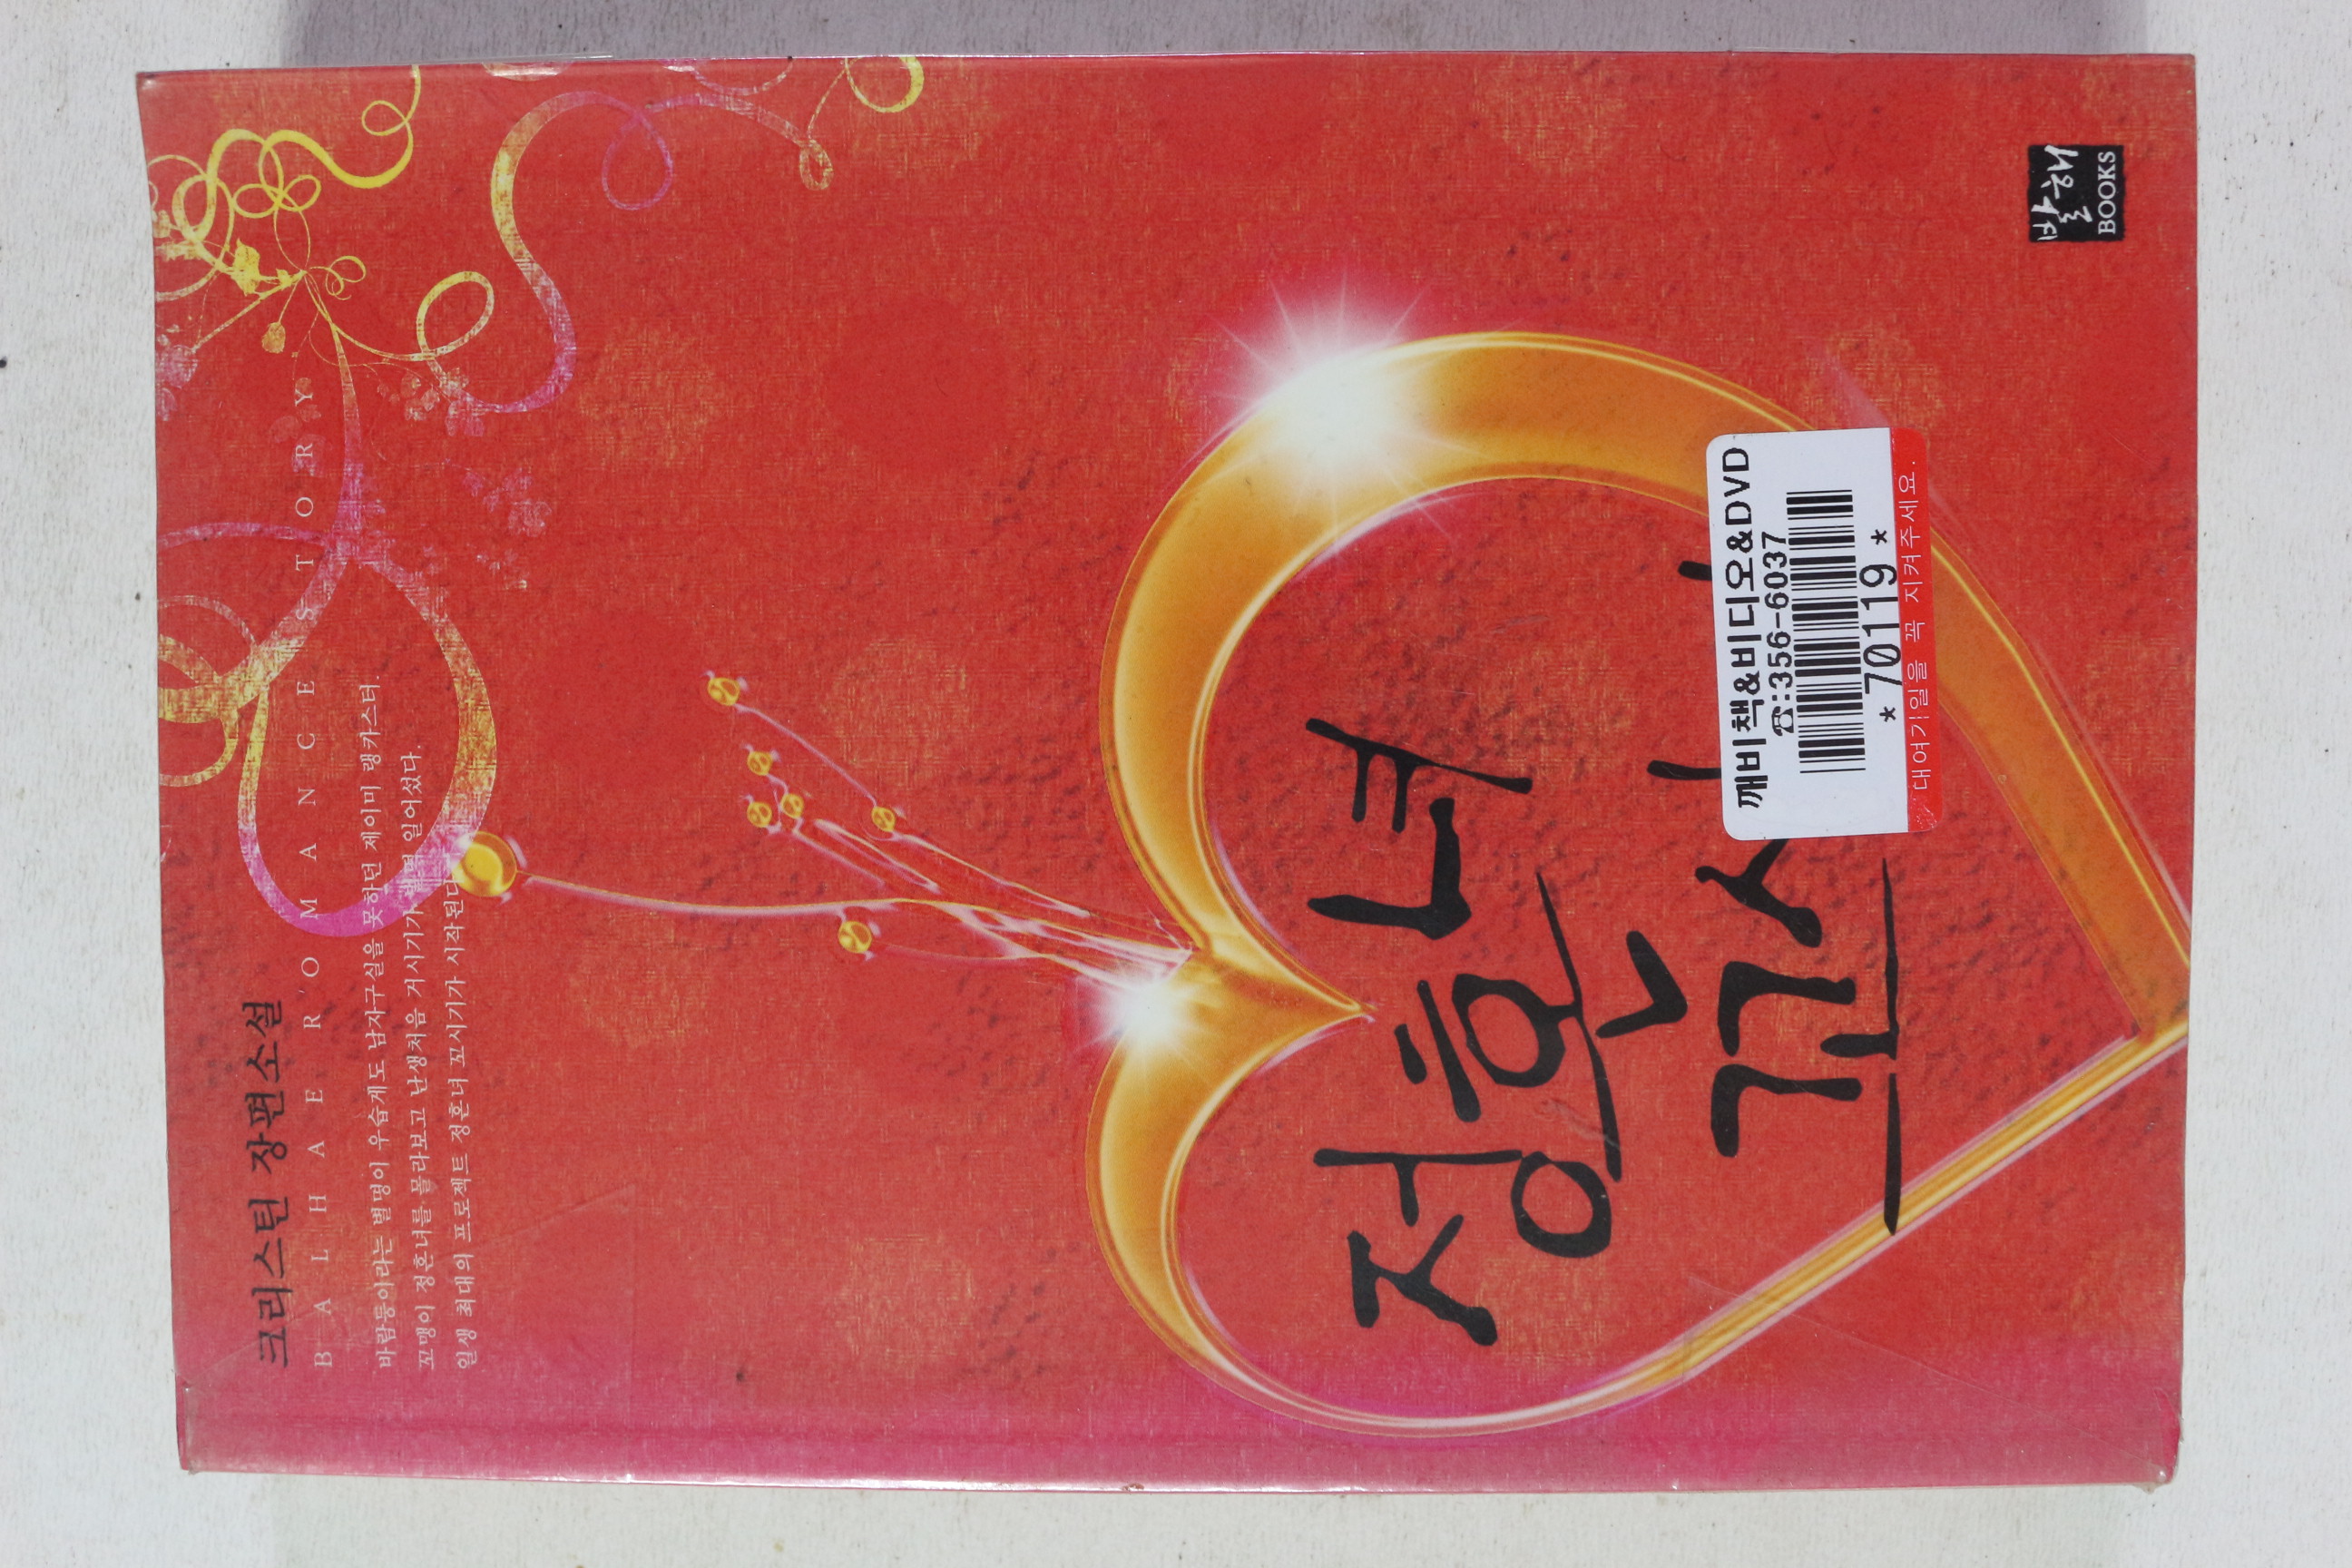 크리스틴 장편소설
BALHAE ROMANCE STORY
바람둥이라는 별명이 우습게도 남자구실을 못하던 제이미 랭카스터.
꼬맹이 정혼녀를 몰라보고 난생처음 거시기가 벌떡 일어섰다.
일생 최대의 프로젝트 정혼녀 꼬시기가 시작된다
정혼녀
꼬
깨비책&비디오&DVD
☎:356-6037
* 70119 *
대여기일을 꼭 지켜주세요.
발해
BOOKS